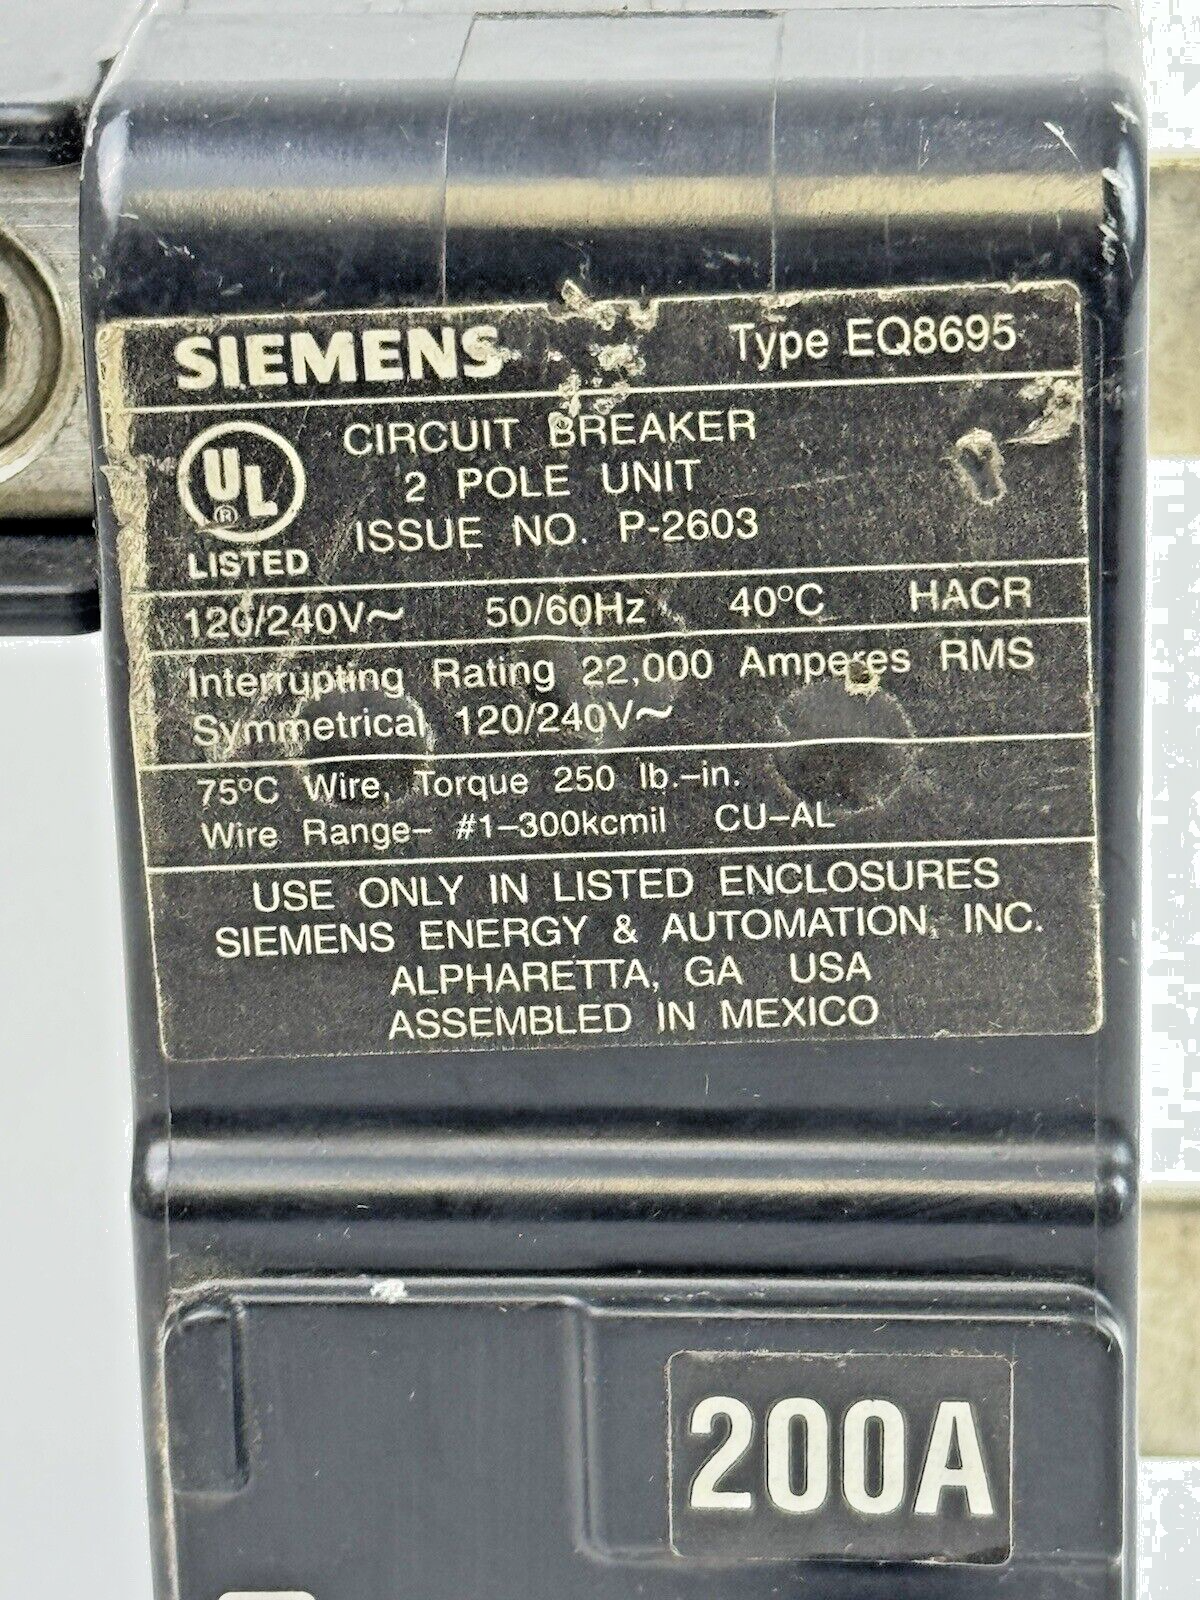 SIEMENS Type EQ8695
UL ®
LISTED
CIRCUIT BREAKER
2 POLE UNIT
ISSUE NO. P-2603
120/240V~ 50/60Hz 40°C HACR
Interrupting Rating 22,000 Amperes RMS
Symmetrical 120/240V~
75°C Wire, Torque 250 lb.-in.
Wire Range- #1-300kcmil CU-AL
USE ONLY IN LISTED ENCLOSURES
SIEMENS ENERGY & AUTOMATION, INC.
ALPHARETTA, GA USA
ASSEMBLED IN MEXICO
200A